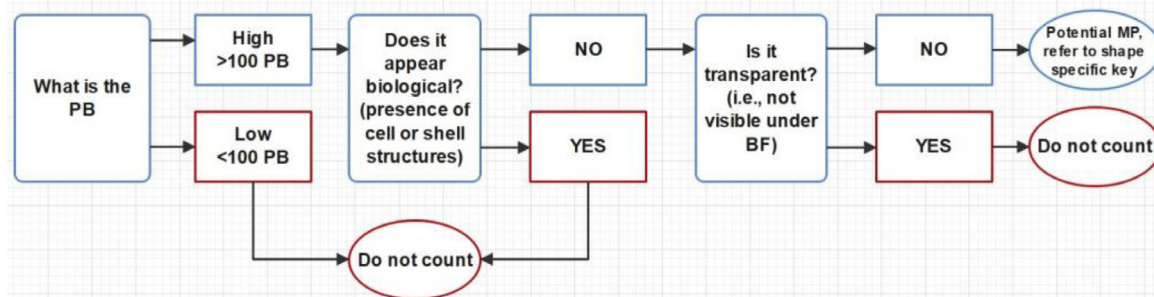 What is the
PB
High
>100 PB
Low
<100 PB
Does it
appear
biological?
(presence of
cell or shell
structures)
NO
YES
Do not count
Is it
transparent?
(i.e., not
visible under
BF)
NO
YES
Potential MP,
refer to shape
specific key
Do not count